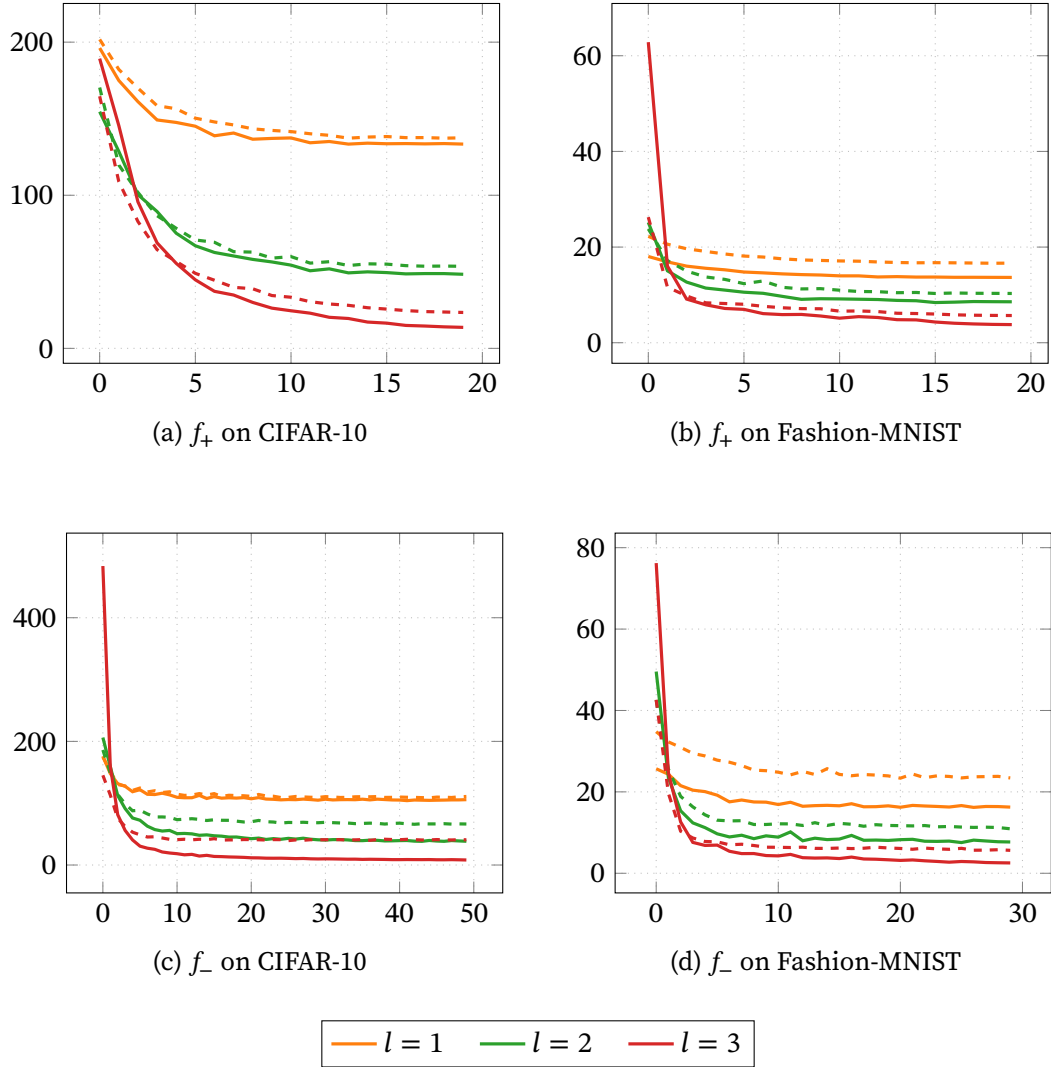 200
100
0
0 5 10 15 20
(a) f₊ on CIFAR-10
60
40
20
0
0 5 10 15 20
(b) f₊ on Fashion-MNIST
400
200
0
0 10 20 30 40 50
(c) f₋ on CIFAR-10
80
60
40
20
0
0 10 20 30
(d) f₋ on Fashion-MNIST
l = 1 l = 2 l = 3